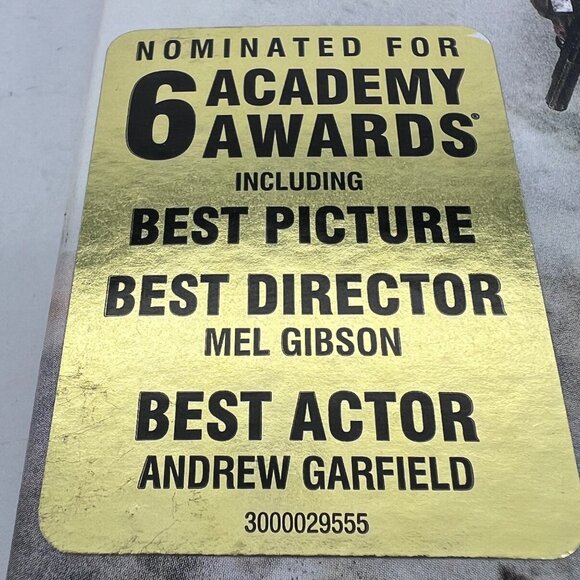 NOMINATED FOR
6 ACADEMY
AWARDS®
INCLUDING
BEST PICTURE
BEST DIRECTOR
MEL GIBSON
BEST ACTOR
ANDREW GARFIELD
3000029555